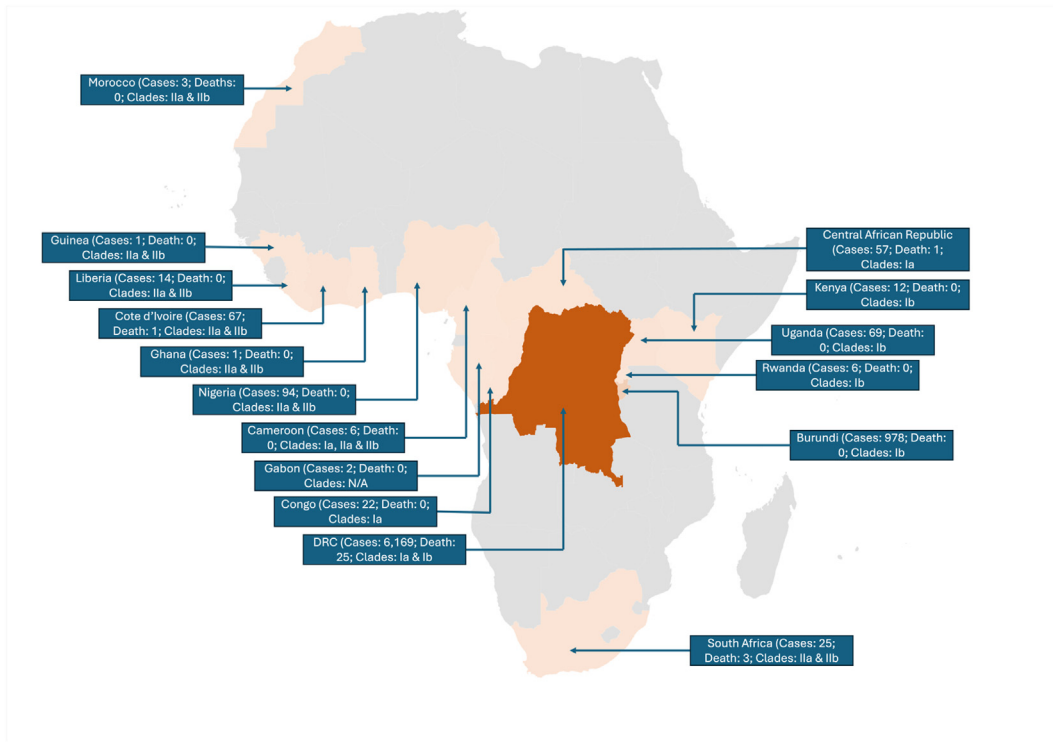 Morocco (Cases: 3; Deaths:
0; Clades: IIa & IIb)
Guinea (Cases: 1; Death: 0;
Clades: IIa & IIb)
Liberia (Cases: 14; Death: 0;
Clades: IIa & IIb)
Cote d'Ivoire (Cases: 67;
Death: 1; Clades: IIa & IIb)
Ghana (Cases: 1; Death: 0;
Clades: IIa & IIb)
Nigeria (Cases: 94; Death: 0;
Clades: IIa & IIb)
Cameroon (Cases: 6; Death:
0; Clades: Ia, IIa & IIb)
Gabon (Cases: 2; Death: 0;
Clades: N/A
Congo (Cases: 22; Death: 0;
Clades: Ia)
DRC (Cases: 6,169; Death:
25; Clades: Ia & Ib)
Central African Republic
(Cases: 57; Death: 1;
Clades: Ia)
Kenya (Cases: 12; Death: 0;
Clades: Ib)
Uganda (Cases: 69; Death:
0; Clades: Ib)
Rwanda (Cases: 6; Death: 0;
Clades: Ib)
Burundi (Cases: 978; Death:
0; Clades: Ib)
South Africa (Cases: 25;
Death: 3; Clades: IIa & IIb)